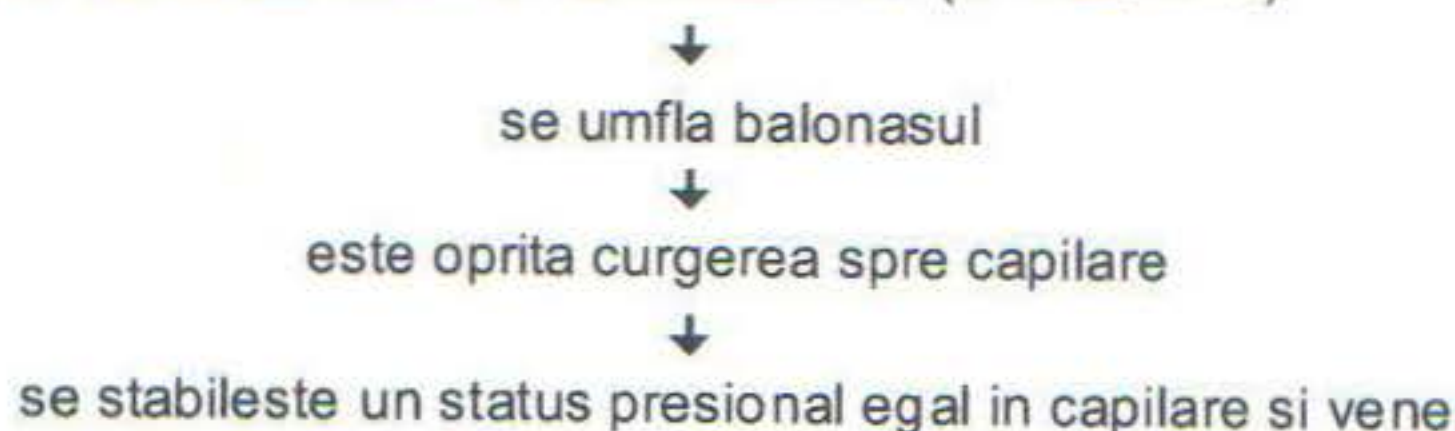 se umfla balonasul
este oprita curgerea spre capilare
se stabileste un status presional egal in capilare si vene